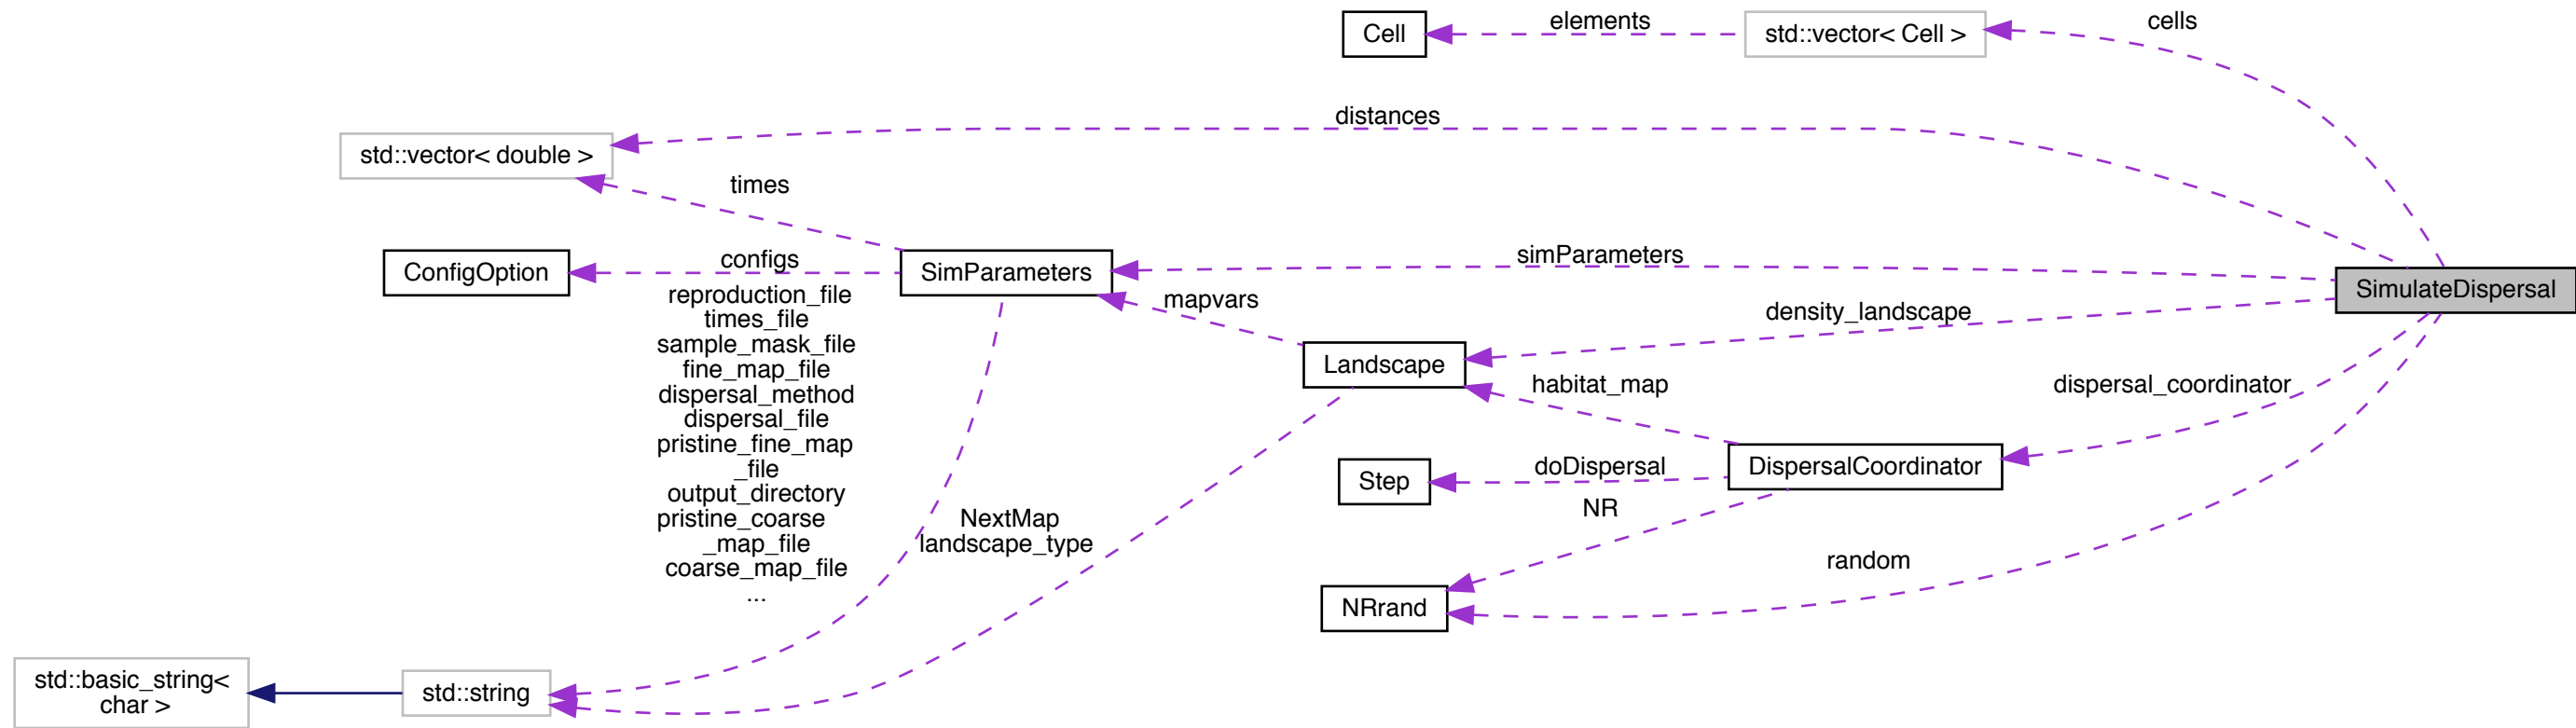 Cell
elements
std::vector< Cell >
cells
distances
std::vector< double >
times
simParameters
configs
ConfigOption
SimParameters
SimulateDispersal
reproduction_file
times_file
sample_mask_file
fine_map_file
dispersal_method
dispersal_file
pristine_fine_map
_file
output_directory
pristine_coarse
_map_file
coarse_map_file
...
mapvars
density_landscape
Landscape
habitat_map
dispersal_coordinator
doDispersal
DispersalCoordinator
Step
NR
NextMap
landscape_type
random
NRrand
std::basic_string<
char >
std::string